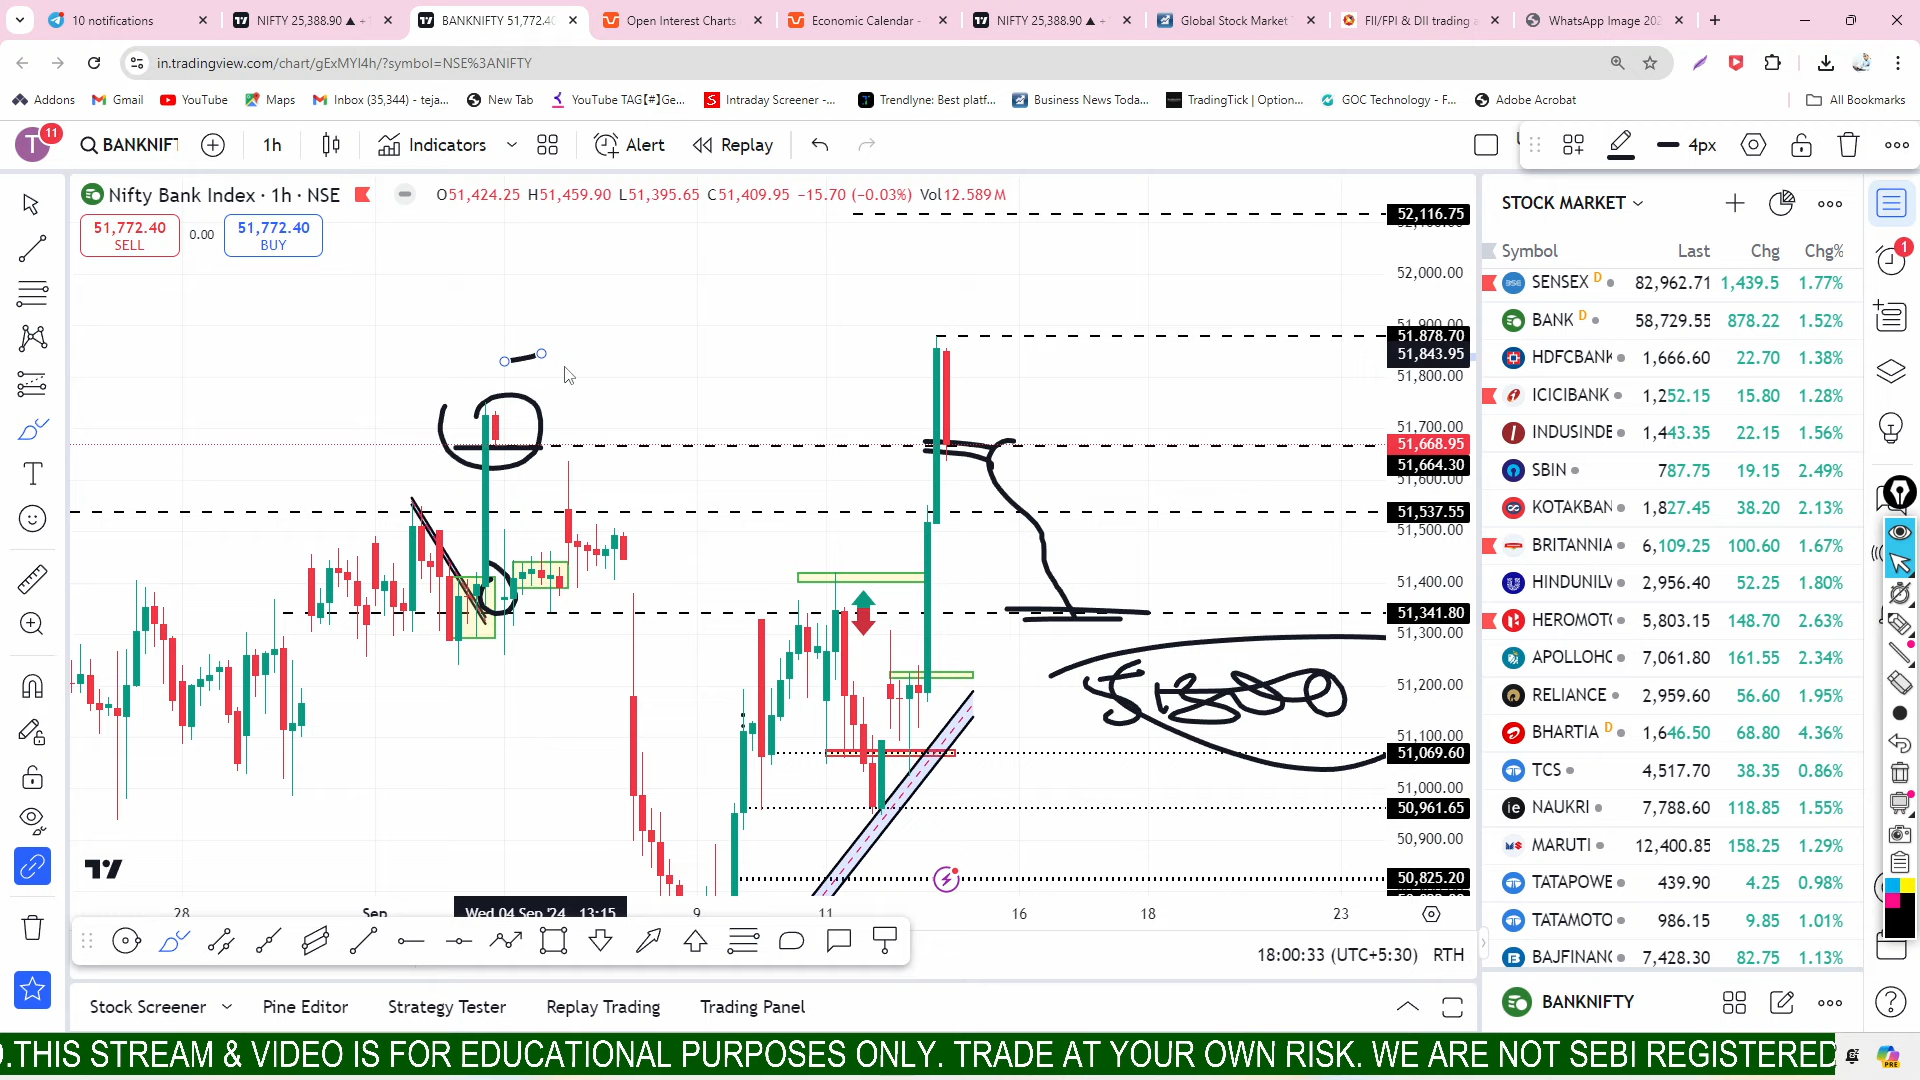 10 notifications
NIFTY 25,388.90 ▲ +
BANKNIFTY 51,772.40
Open Interest Charts
Economic Calendar -
NIFTY 25,388.90 ▲ +
Global Stock Market
FII/FPI & DII trading a
WhatsApp Image 202
in.tradingview.com/chart/gExMYl4h/?symbol=NSE%3ANIFTY
Addons
Gmail
YouTube
Maps
Inbox (35,344) - teja...
New Tab
YouTube TAG【#】Ge...
Intraday Screener -...
Trendlyne: Best platf...
Business News Toda...
TradingTick | Option...
GOC Technology - F...
Adobe Acrobat
All Bookmarks
T 11
BANKNIFT
1h
Indicators
Alert
Replay
4px
Nifty Bank Index · 1h · NSE
O51,424.25 H51,459.90 L51,395.65 C51,409.95 −15.70 (−0.03%) Vol12.589 M
51,772.40
SELL
0.00
51,772.40
BUY
52,116.75
52,000.00
51,878.70
51,843.95
51,800.00
51,700.00
51,668.95
51,664.30
51,600.00
51,537.55
51,500.00
51,400.00
51,341.80
51,300.00
51,200.00
51,100.00
51,069.60
51,000.00
50,961.65
50,900.00
50,825.20
28
Sep
Wed 04 Sep '24 13:15
9
11
16
18
23
18:00:33 (UTC+5:30) RTH
STOCK MARKET
Symbol Last Chg Chg%
SENSEX D 82,962.71 1,439.5 1.77%
BANK D 58,729.55 878.22 1.52%
HDFCBANK 1,666.60 22.70 1.38%
ICICIBANK 1,252.15 15.80 1.28%
INDUSINDB 1,443.35 22.15 1.56%
SBIN 787.75 19.15 2.49%
KOTAKBAN 1,827.45 38.20 2.13%
BRITANNIA 6,109.25 100.60 1.67%
HINDUNILV 2,956.40 52.25 1.80%
HEROMOTO 5,803.15 148.70 2.63%
APOLLOHO 7,061.80 161.55 2.34%
RELIANCE 2,959.60 56.60 1.95%
BHARTIA D 1,646.50 68.80 4.36%
TCS 4,517.70 38.35 0.86%
NAUKRI 7,788.60 118.85 1.55%
MARUTI 12,400.85 158.25 1.29%
TATAPOWE 439.90 4.25 0.98%
TATAMOTO 986.15 9.85 1.01%
BAJFINANC 7,428.30 82.75 1.13%
BANKNIFTY
1
Stock Screener
Pine Editor
Strategy Tester
Replay Trading
Trading Panel
THIS STREAM & VIDEO IS FOR EDUCATIONAL PURPOSES ONLY. TRADE AT YOUR OWN RISK. WE ARE NOT SEBI REGISTERED